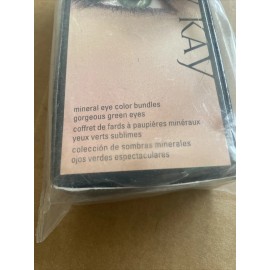 KAY
mineral eye color bundles
gorgeous green eyes
coffret de fards à paupières minéraux
yeux verts sublimes
colección de sombras minerales
ojos verdes espectaculares